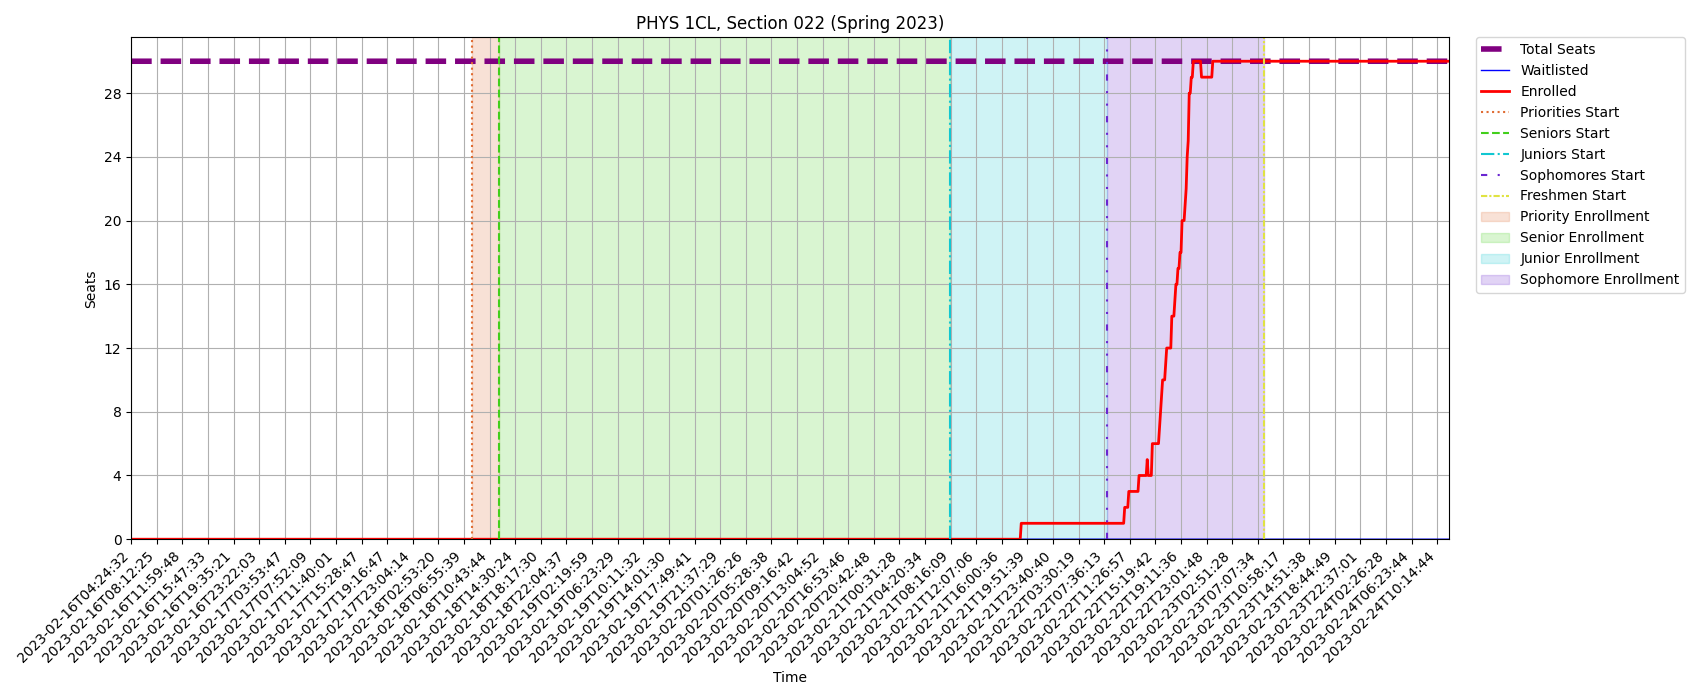 PHYS 1CL, Section 022 (Spring 2023)
Total Seats
Waitlisted
Enrolled
Priorities Start
Seniors Start
Juniors Start
Sophomores Start
Freshmen Start
Priority Enrollment
Senior Enrollment
Junior Enrollment
Sophomore Enrollment
Seats
28
24
20
16
12
8
4
0
2023-02-16T04:24:32
2023-02-16T08:12:25
2023-02-16T11:59:48
2023-02-16T15:47:33
2023-02-16T19:35:21
2023-02-16T23:22:03
2023-02-17T03:53:47
2023-02-17T07:52:09
2023-02-17T11:40:01
2023-02-17T15:28:47
2023-02-17T19:16:47
2023-02-17T23:04:14
2023-02-18T02:53:20
2023-02-18T06:55:39
2023-02-18T10:43:44
2023-02-18T14:30:24
2023-02-18T18:17:30
2023-02-18T22:04:37
2023-02-19T02:19:59
2023-02-19T06:23:29
2023-02-19T10:11:32
2023-02-19T14:01:30
2023-02-19T17:49:41
2023-02-19T21:37:29
2023-02-20T01:26:26
2023-02-20T05:28:38
2023-02-20T09:16:42
2023-02-20T13:04:52
2023-02-20T16:53:46
2023-02-20T20:42:48
2023-02-21T00:31:28
2023-02-21T04:20:34
2023-02-21T08:16:09
2023-02-21T12:07:06
2023-02-21T16:00:36
2023-02-21T19:51:39
2023-02-21T23:40:40
2023-02-22T03:30:19
2023-02-22T07:36:13
2023-02-22T11:26:57
2023-02-22T15:19:42
2023-02-22T19:11:36
2023-02-22T23:01:48
2023-02-23T02:51:28
2023-02-23T07:07:34
2023-02-23T10:58:17
2023-02-23T14:51:38
2023-02-23T18:44:49
2023-02-23T22:37:01
2023-02-24T02:26:28
2023-02-24T06:23:44
2023-02-24T10:14:44
Time